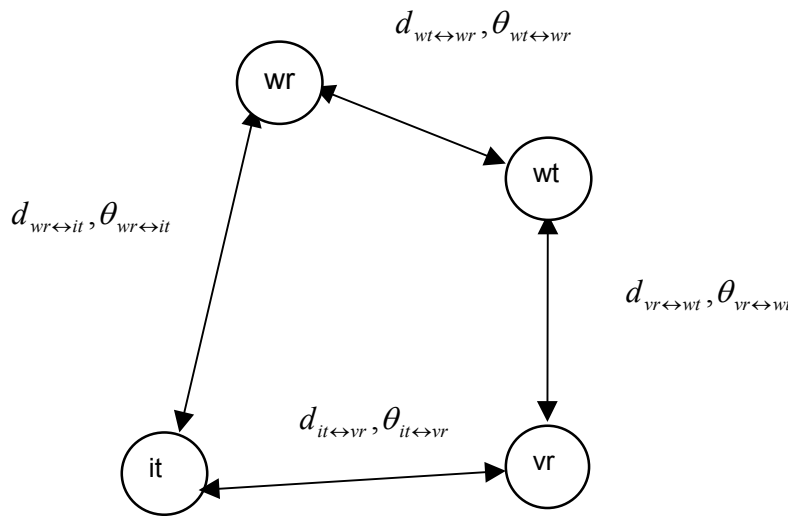 d_{wt↔wr}, θ_{wt↔wr}
wr
wt
d_{wr↔it}, θ_{wr↔it}
d_{vr↔wt}, θ_{vr↔wt}
d_{it↔vr}, θ_{it↔vr}
it
vr